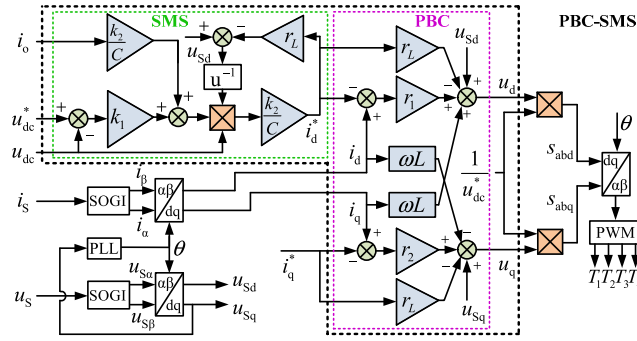 SMS
PBC
PBC-SMS
i_o
k_2/C
u_Sd
r_L
r_L
u_Sd
u^-1
u*_dc
k_1
k_2/C
i*_d
r_1
u_d
u_dc
i_d
ωL
1/u*_dc
s_abd
θ
dq
αβ
i_β
i_S
SOGI
i_α
αβ
dq
i_q
ωL
s_abq
PLL
θ
i*_q
r_2
u_q
PWM
u_S
SOGI
u_Sα
u_Sβ
αβ
dq
u_Sd
u_Sq
r_L
u_Sq
T_1 T_2 T_3 T